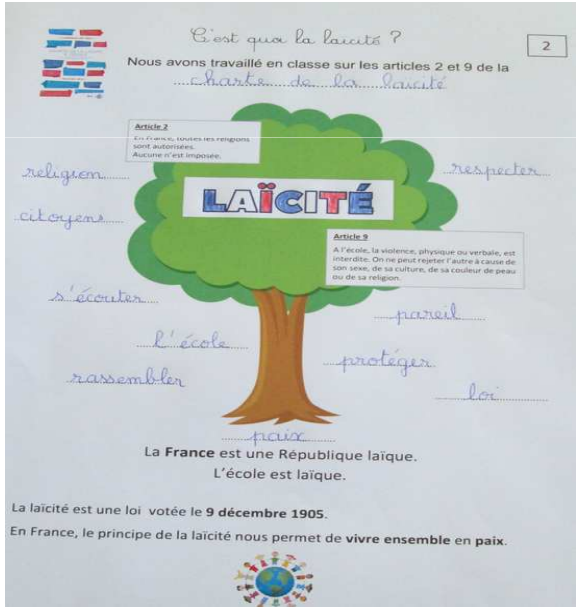 C'est quoi la laïcité ?
2
Nous avons travaillé en classe sur les articles 2 et 9 de la
charte de la laïcité
Article 2
En France, toutes les religions
sont autorisées.
Aucune n'est imposée.
religion
respecter
LAÏCITÉ
citoyens
Article 9
A l'école, la violence, physique ou verbale, est
interdite. On ne peut rejeter l'autre à cause de
son sexe, de sa culture, de sa couleur de peau
ou de sa religion.
s'écouter
pareil
l'école
protéger
rassembler
loi
paix
La France est une République laïque.
L'école est laïque.
La laïcité est une loi votée le 9 décembre 1905.
En France, le principe de la laïcité nous permet de vivre ensemble en paix.